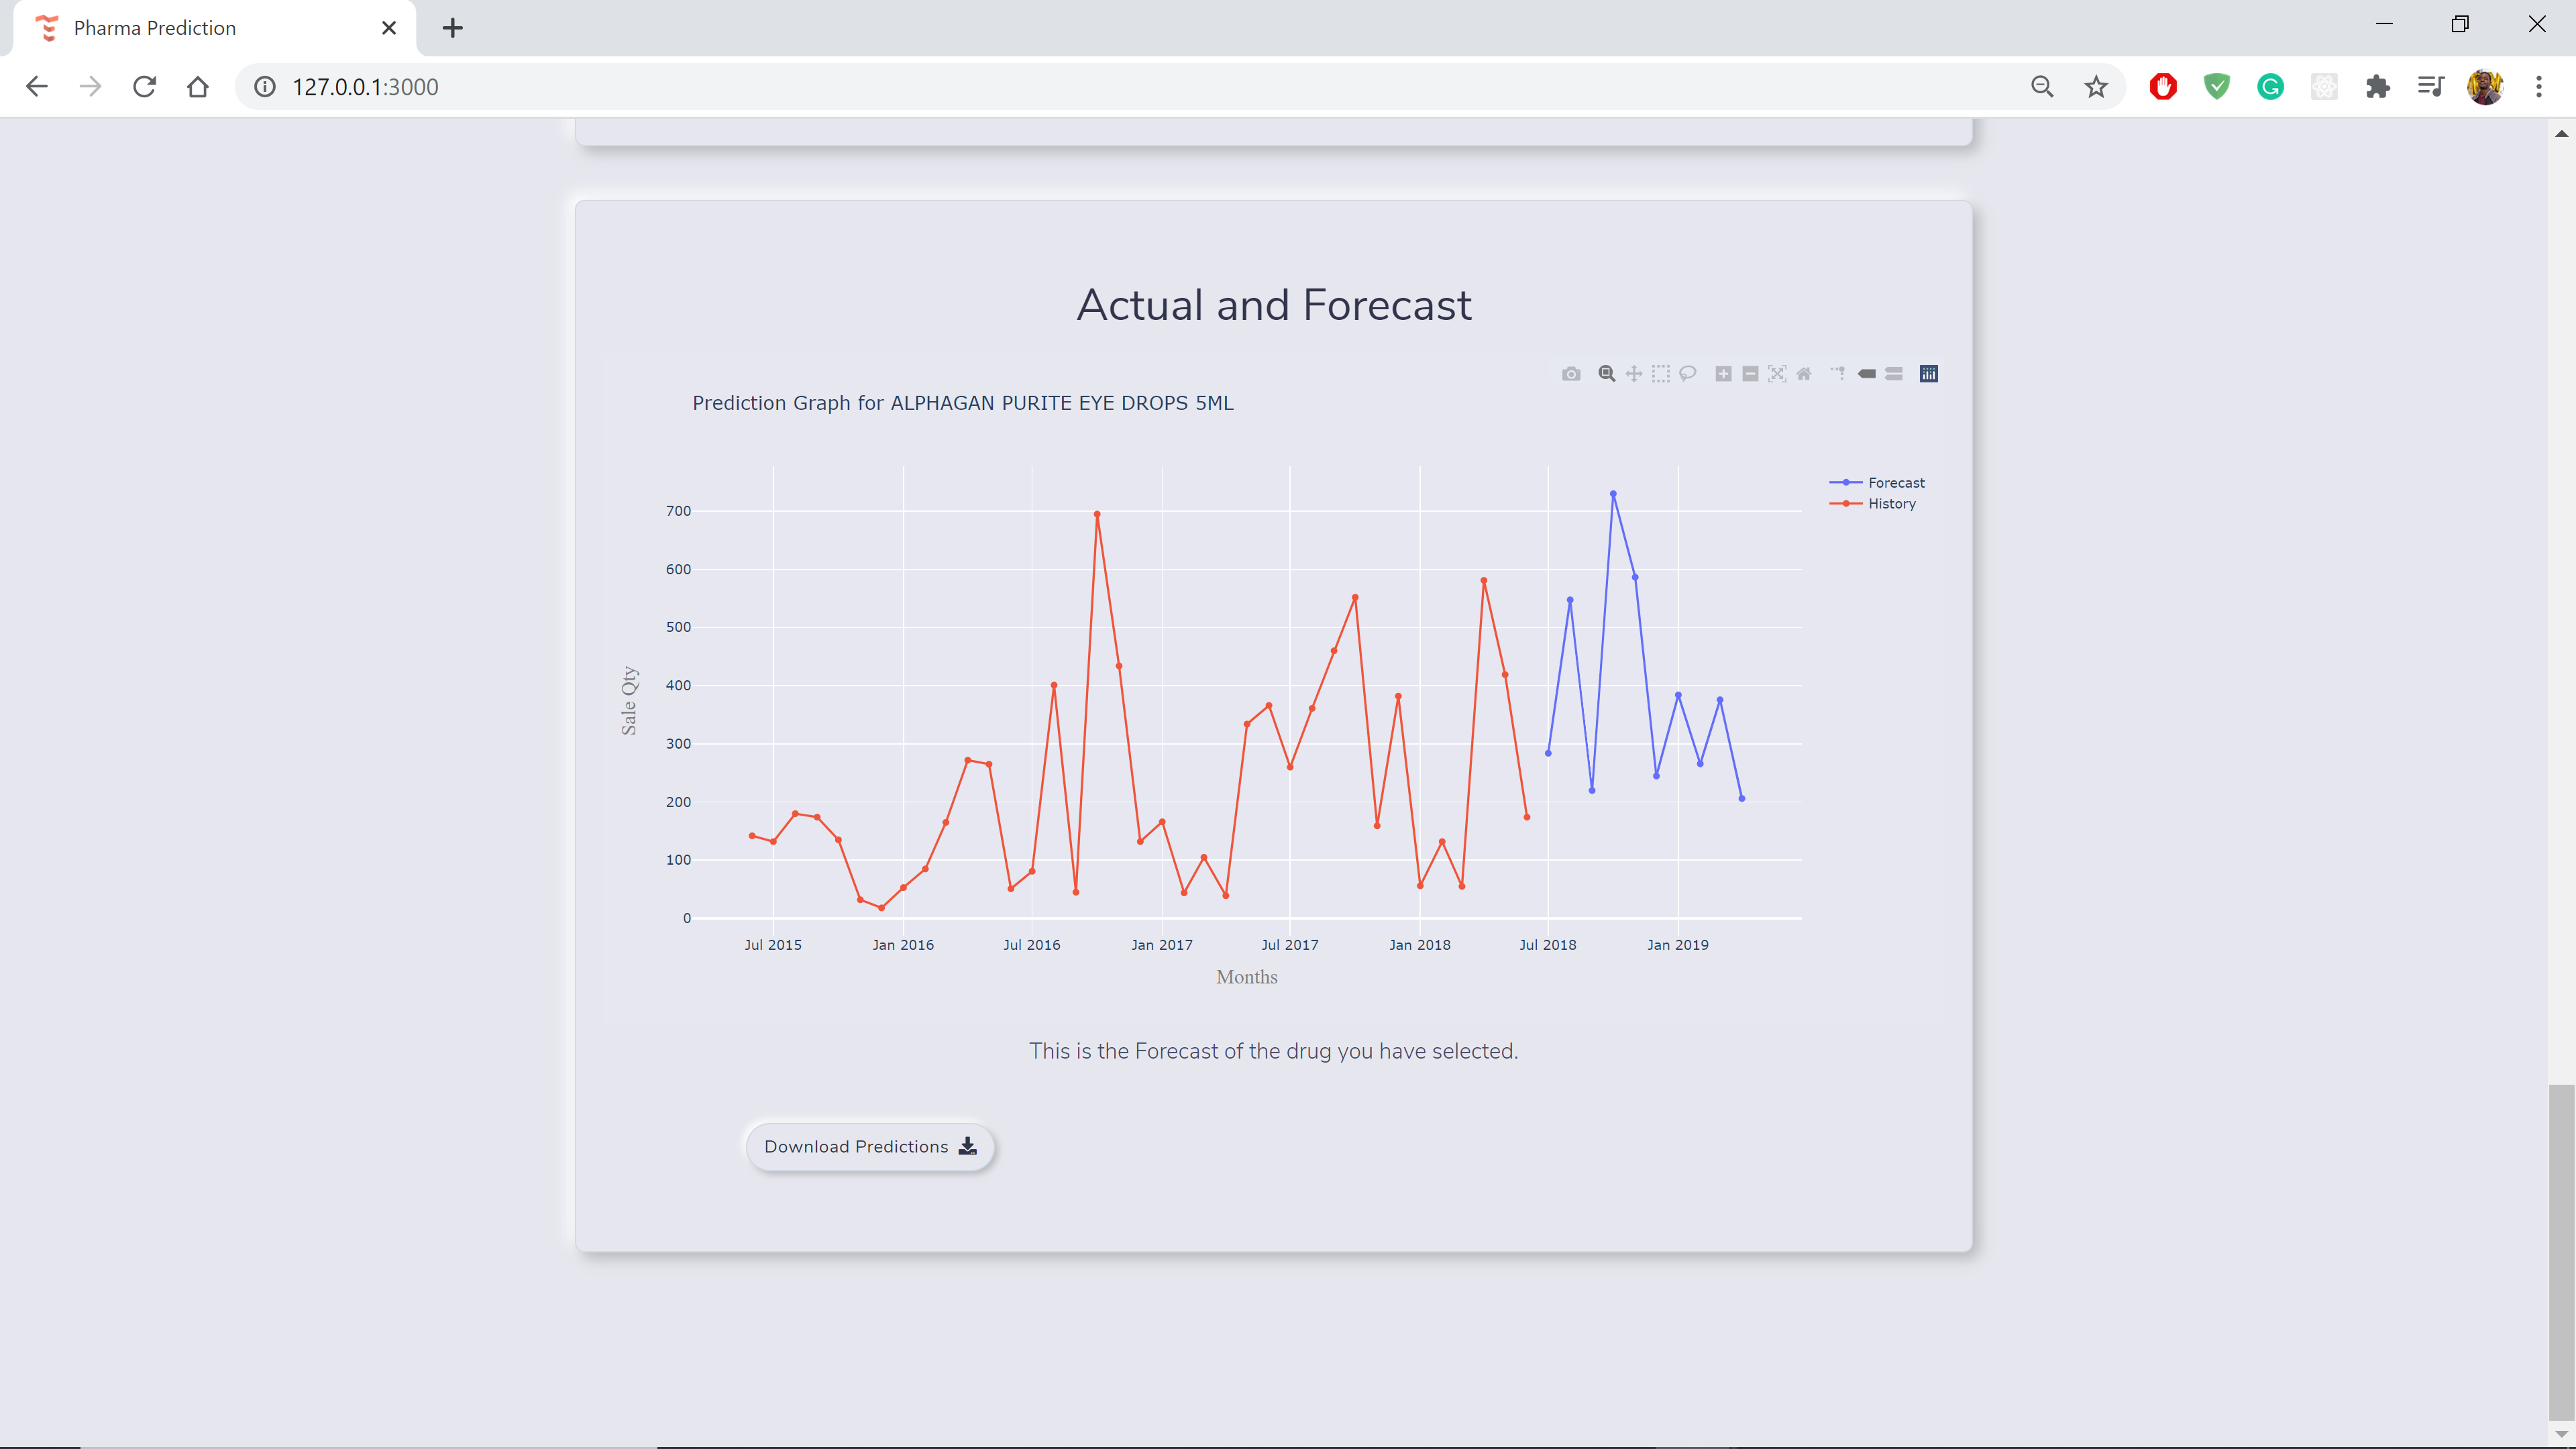 Pharma Prediction
127.0.0.1:3000
Actual and Forecast
Prediction Graph for ALPHAGAN PURITE EYE DROPS 5ML
Forecast
History
700
600
500
400
300
200
100
0
Sale Qty
Jul 2015 Jan 2016 Jul 2016 Jan 2017 Jul 2017 Jan 2018 Jul 2018 Jan 2019
Months
This is the Forecast of the drug you have selected.
Download Predictions